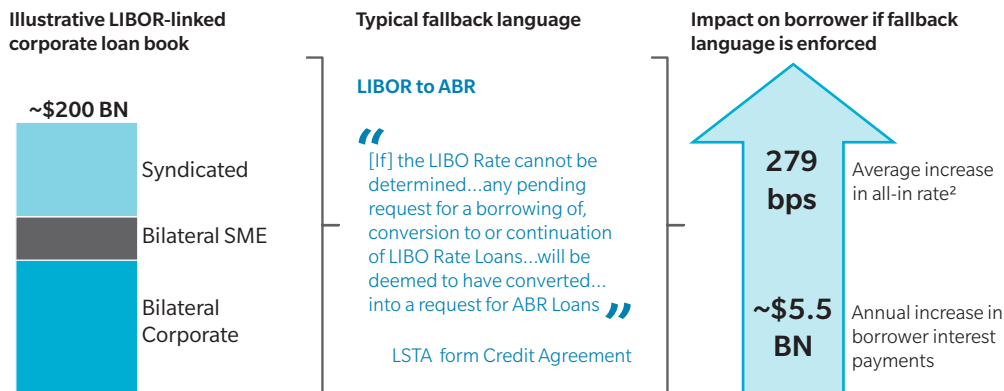 Illustrative LIBOR-linked
corporate loan book
~$200 BN
Syndicated
Bilateral SME
Bilateral
Corporate
Typical fallback language
LIBOR to ABR
“
[If] the LIBO Rate cannot be
determined...any pending
request for a borrowing of,
conversion to or continuation
of LIBO Rate Loans...will be
deemed to have converted...
into a request for ABR Loans ”
LSTA form Credit Agreement
Impact on borrower if fallback
language is enforced
279
bps
Average increase
in all-in rate²
~$5.5
BN
Annual increase in
borrower interest
payments